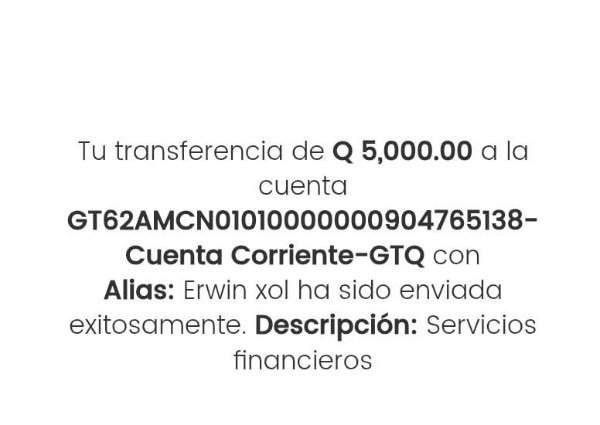 Tu transferencia de Q 5,000.00 a la
cuenta
GT62AMCN01010000000904765138-
Cuenta Corriente-GTQ con
Alias: Erwin xol ha sido enviada
exitosamente. Descripción: Servicios
financieros